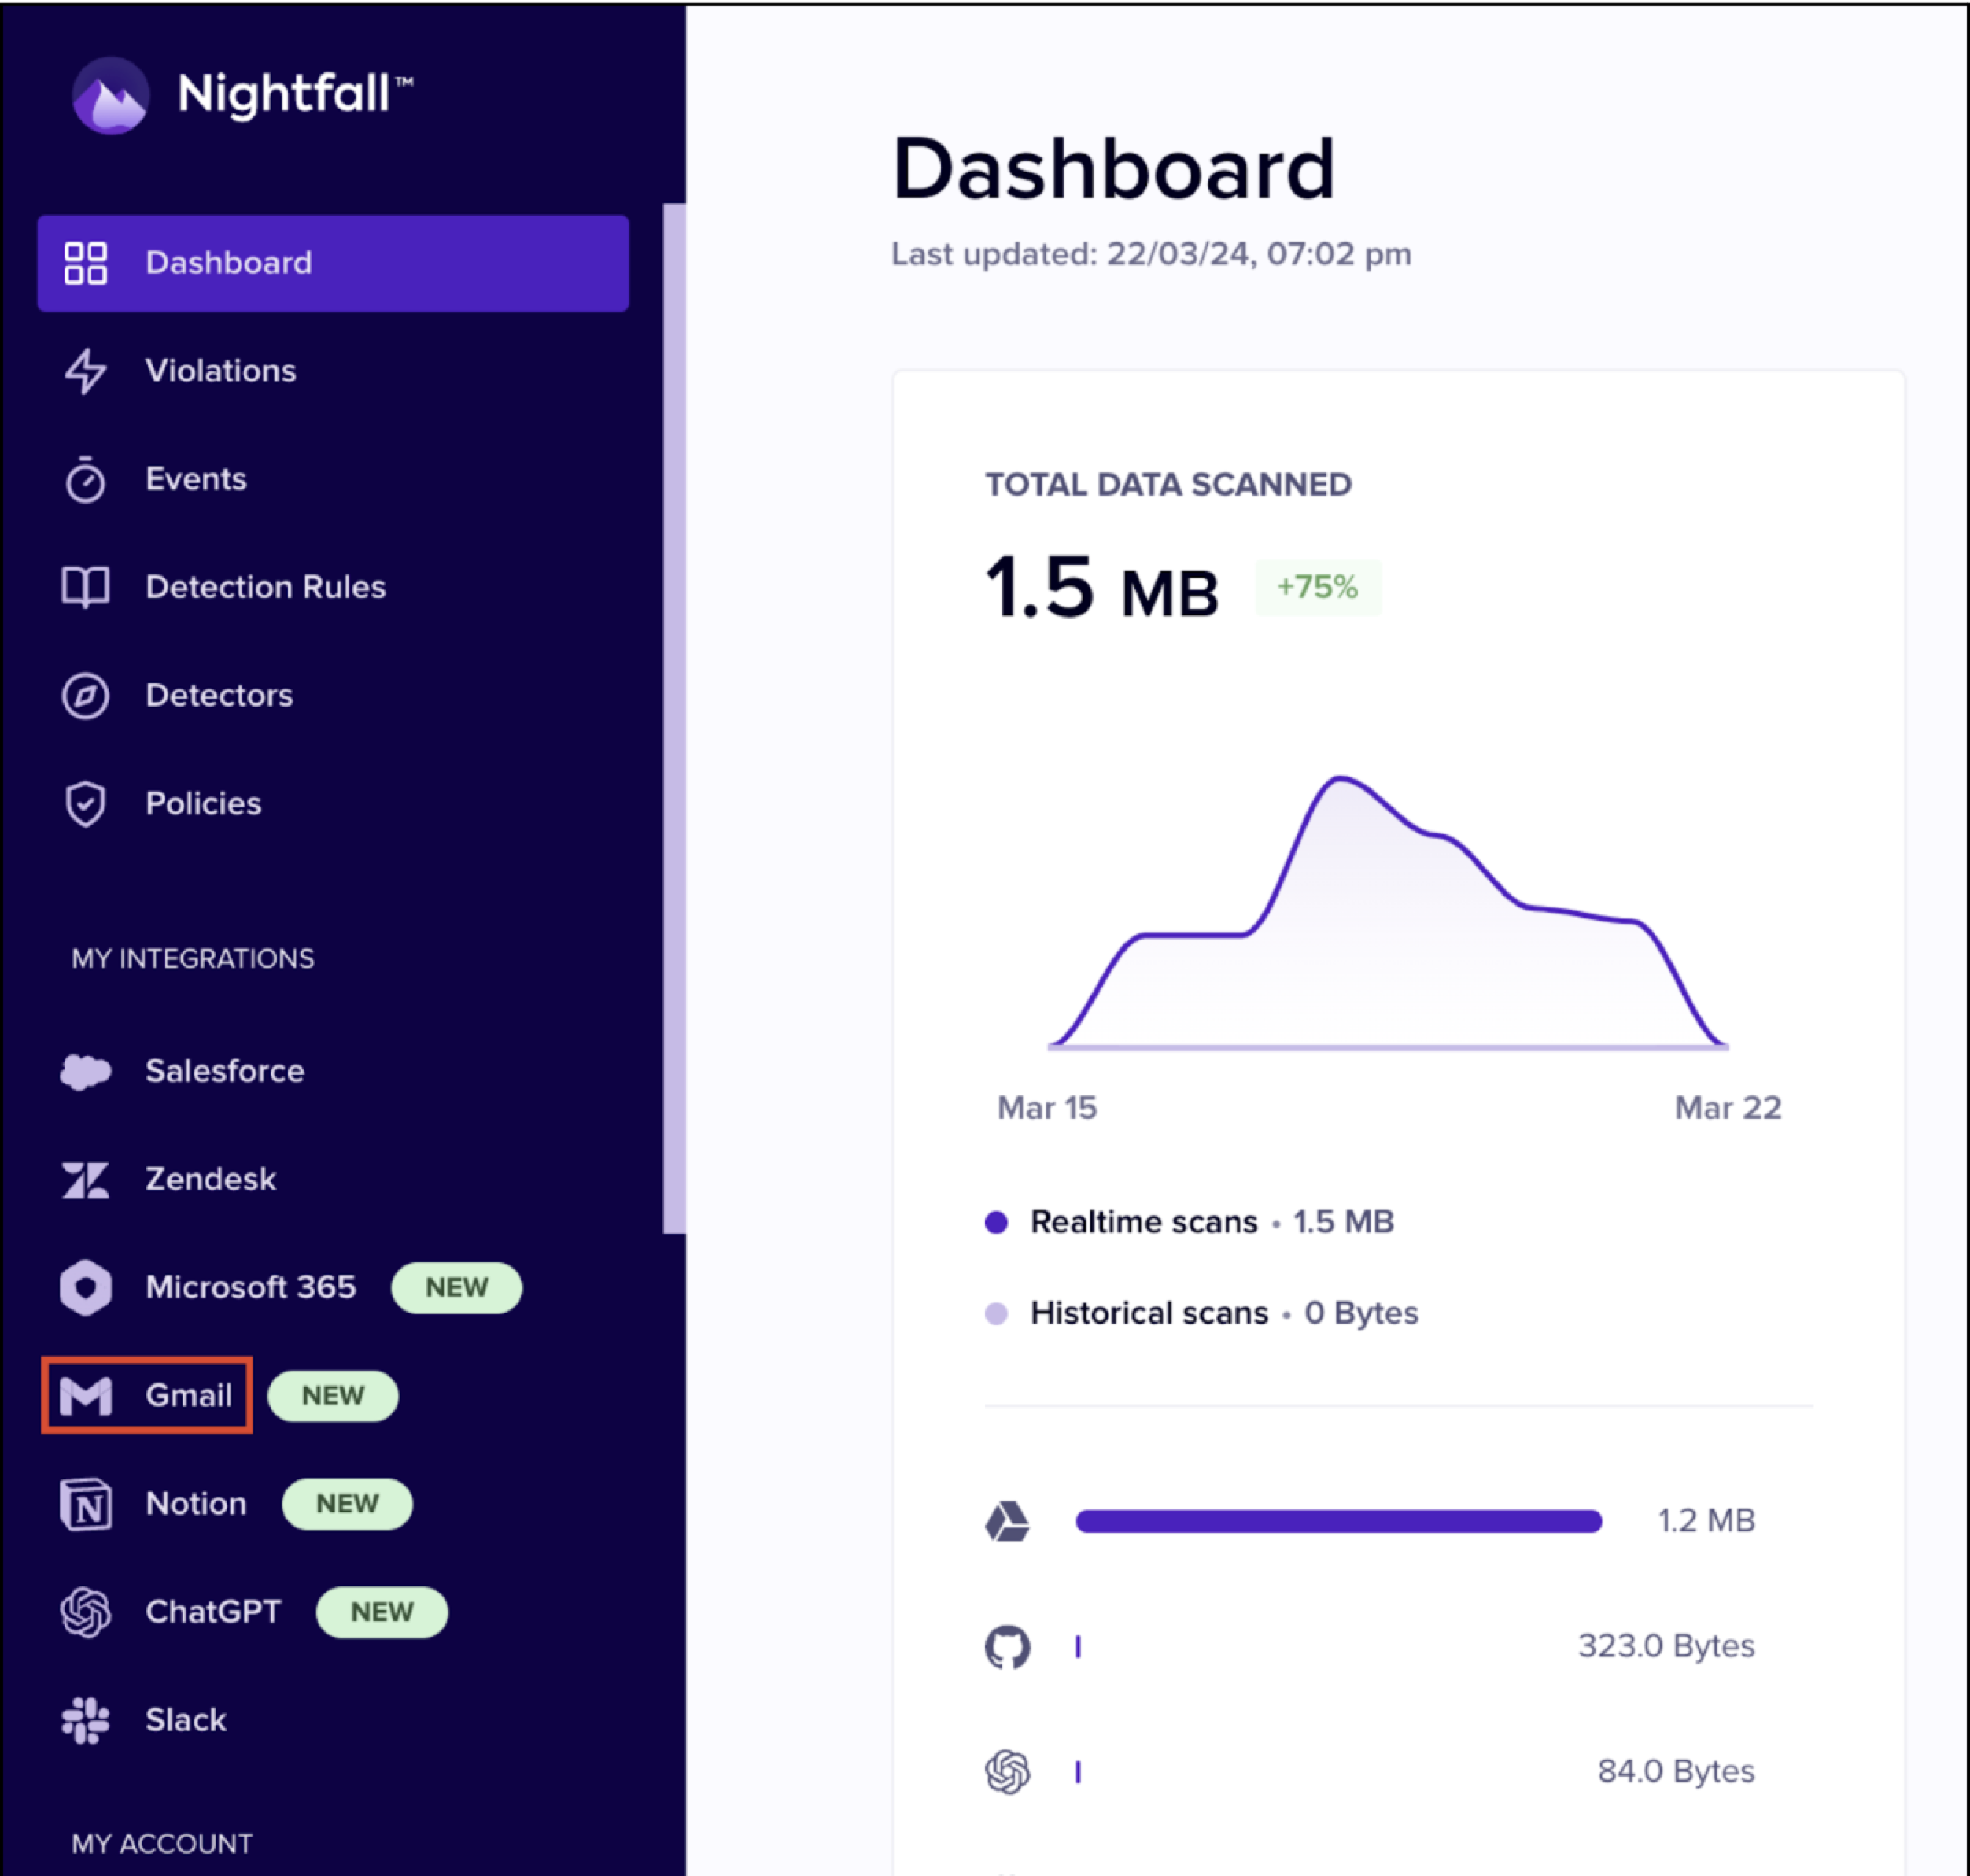 Nightfall™
Dashboard
Violations
Events
Detection Rules
Detectors
Policies
MY INTEGRATIONS
Salesforce
Zendesk
Microsoft 365 NEW
Gmail NEW
Notion NEW
ChatGPT NEW
Slack
MY ACCOUNT
Dashboard
Last updated: 22/03/24, 07:02 pm
TOTAL DATA SCANNED
1.5 MB +75%
Mar 15 Mar 22
Realtime scans • 1.5 MB
Historical scans • 0 Bytes
1.2 MB
323.0 Bytes
84.0 Bytes